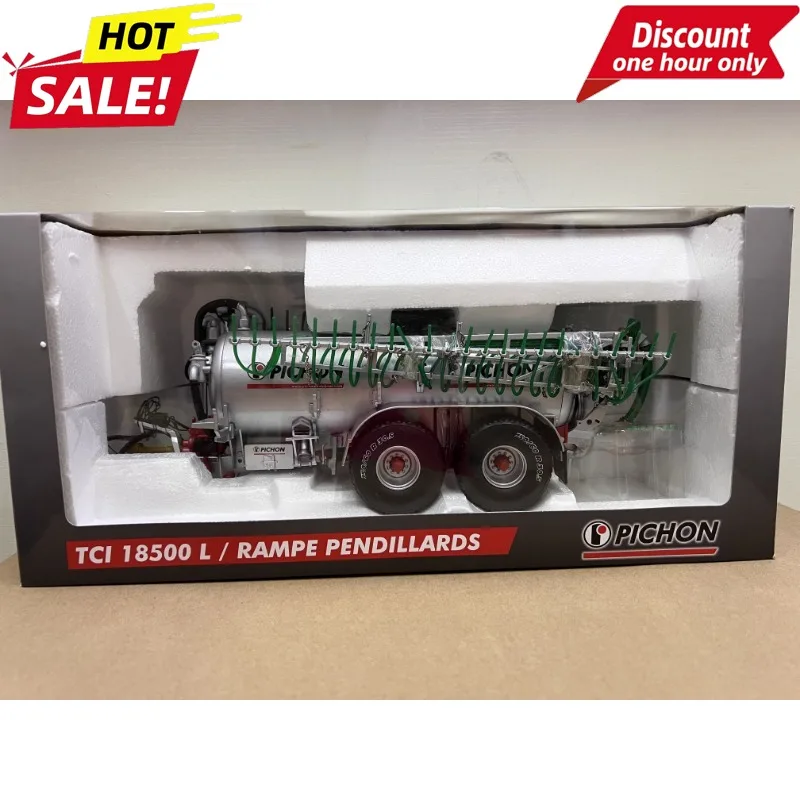 HOT
SALE!
Discount
one hour only
PICHON
PICHON
PICHON
TCI 18500 L / RAMPE PENDILLARDS
PICHON